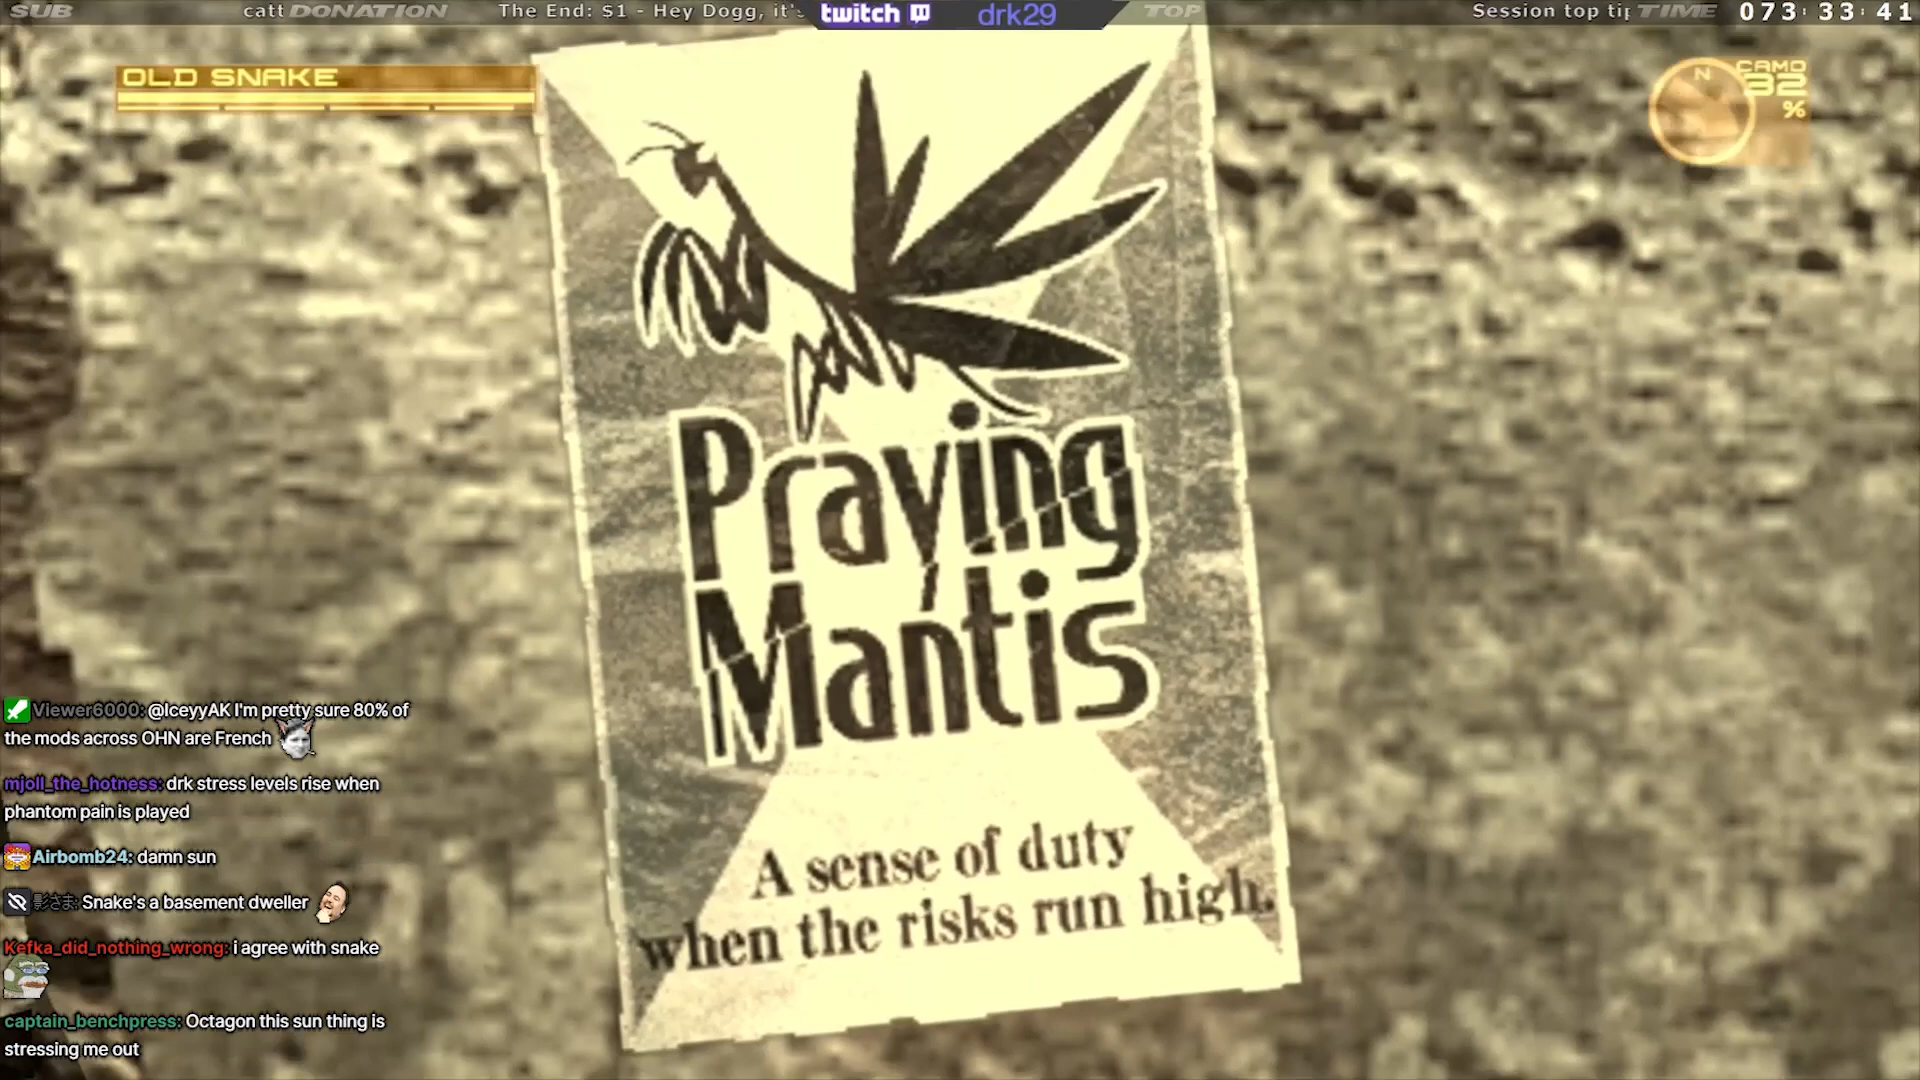 SUB
catt DONATION
The End: $1 - Hey Dogg, it's
twitch drk29
TOP
Session top tip TIME
073:33:41
OLD SNAKE
N
CAMO
32
%
Praying
Mantis
A sense of duty
when the risks run high.
Viewer6000: @IceyyAK I'm pretty sure 80% of
the mods across OHN are French
mjoll_the_hotness: drk stress levels rise when
phantom pain is played
Airbomb24: damn sun
影さま: Snake's a basement dweller
Kefka_did_nothing_wrong: i agree with snake
captain_benchpress: Octagon this sun thing is
stressing me out